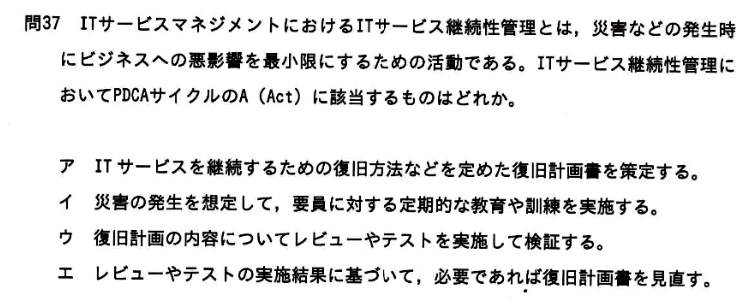 問37 ITサービスマネジメントにおけるITサービス継続性管理とは，災害などの発生時
にビジネスへの悪影響を最小限にするための活動である。ITサービス継続性管理に
おいてPDCAサイクルのA（Act）に該当するものはどれか。
ア ITサービスを継続するための復旧方法などを定めた復旧計画書を策定する。
イ 災害の発生を想定して，要員に対する定期的な教育や訓練を実施する。
ウ 復旧計画の内容についてレビューやテストを実施して検証する。
エ レビューやテストの実施結果に基づいて，必要であれば復旧計画書を見直す。